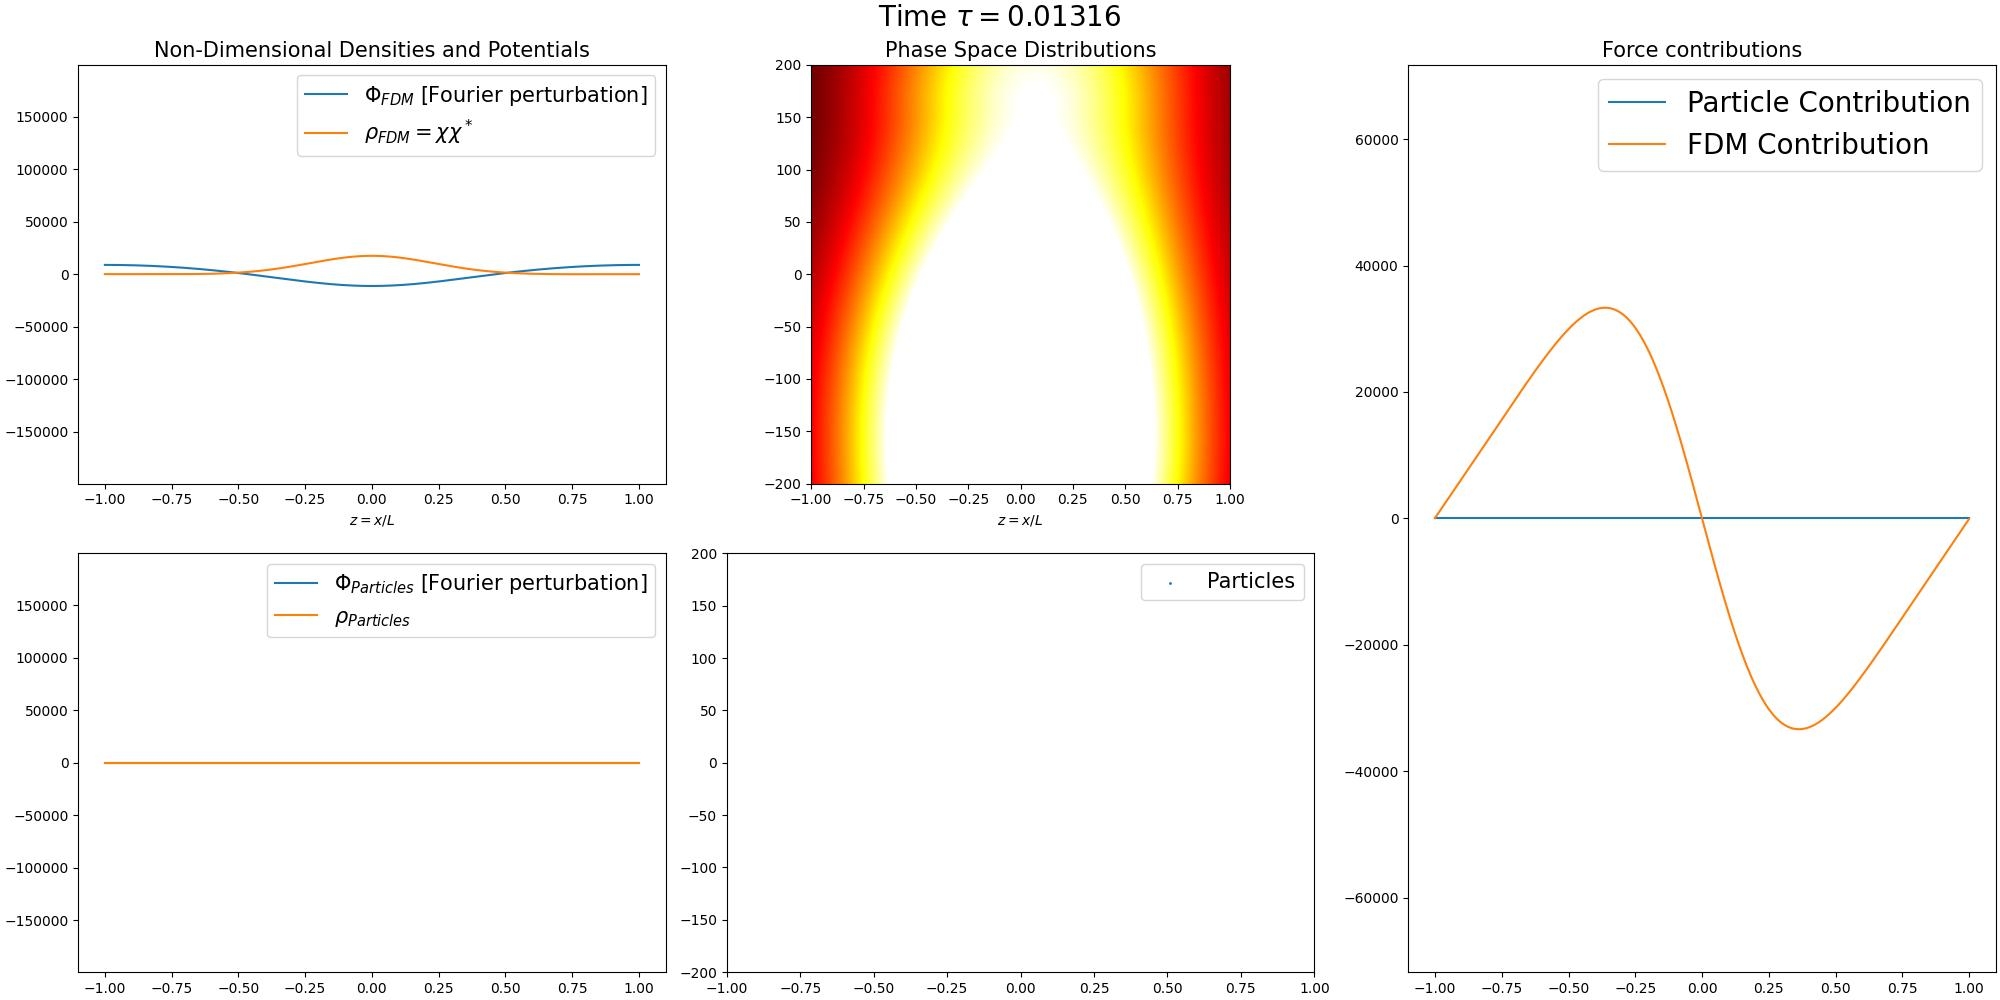 Time τ = 0.01316
Non-Dimensional Densities and Potentials
Φ_FDM [Fourier perturbation]
ρ_FDM = χχ*
150000
100000
50000
0
−50000
−100000
−150000
−1.00 −0.75 −0.50 −0.25 0.00 0.25 0.50 0.75 1.00
z = x/L
Phase Space Distributions
200
150
100
50
0
−50
−100
−150
−200
−1.00 −0.75 −0.50 −0.25 0.00 0.25 0.50 0.75 1.00
z = x/L
Force contributions
Particle Contribution
FDM Contribution
60000
40000
20000
0
−20000
−40000
−60000
−1.00 −0.75 −0.50 −0.25 0.00 0.25 0.50 0.75 1.00
Φ_Particles [Fourier perturbation]
ρ_Particles
150000
100000
50000
0
−50000
−100000
−150000
−1.00 −0.75 −0.50 −0.25 0.00 0.25 0.50 0.75 1.00
Particles
200
150
100
50
0
−50
−100
−150
−200
−1.00 −0.75 −0.50 −0.25 0.00 0.25 0.50 0.75 1.00